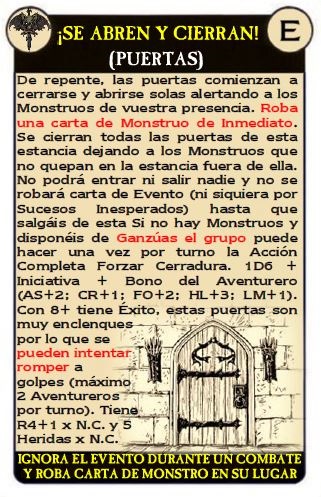 ¡SE ABREN Y CIERRAN!
E
(PUERTAS)
De repente, las puertas comienzan a
cerrarse y abrirse solas alertando a los
Monstruos de vuestra presencia. Roba
una carta de Monstruo de Inmediato.
Se cierran todas las puertas de esta
estancia dejando a los Monstruos que
no quepan en la estancia fuera de ella.
No podrá entrar ni salir nadie y no se
robará carta de Evento (ni siquiera por
Sucesos Inesperados) hasta que
salgáis de esta Si no hay Monstruos y
disponéis de Ganzúas el grupo puede
hacer una vez por turno la Acción
Completa Forzar Cerradura. 1D6 +
Iniciativa + Bono del Aventurero
(AS+2; CR+1; FO+2; HL+3; LM+1).
Con 8+ tiene Éxito, estas puertas son
muy enclenques
por lo que se
pueden intentar
romper a
golpes (máximo
2 Aventureros
por turno). Tiene
R4+1 x N.C. y 5
Heridas x N.C.
IGNORA EL EVENTO DURANTE UN COMBATE
Y ROBA CARTA DE MONSTRO EN SU LUGAR